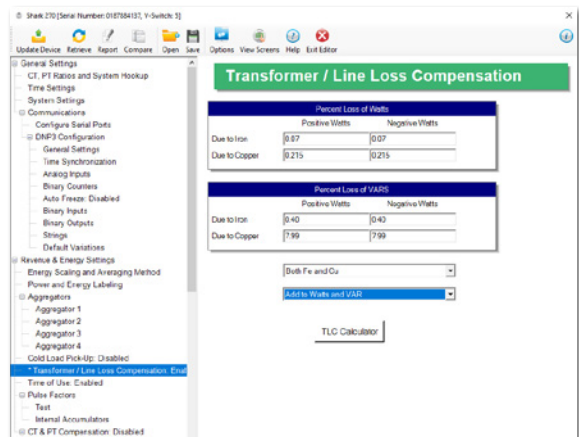 Shark 270 [Serial Number: 0187884137, V-Switch: 5]
Update Device Retrieve Report Compare Open Save Options View Screens Help Exit Editor
General Settings
CT, PT Ratios and System Hookup
Time Settings
System Settings
Communications
Configure Serial Ports
DNP3 Configuration
General Settings
Time Synchronization
Analog Inputs
Binary Counters
Auto Freeze: Disabled
Binary Inputs
Binary Outputs
Strings
Default Variations
Revenue & Energy Settings
Energy Scaling and Averaging Method
Power and Energy Labeling
Aggregators
Aggregator 1
Aggregator 2
Aggregator 3
Aggregator 4
Cold Load Pick-Up: Disabled
* Transformer / Line Loss Compensation: Enal
Time of Use: Enabled
Pulse Factors
Test
Internal Accumulators
CT & PT Compensation: Disabled
Transformer / Line Loss Compensation
Percent Loss of Watts
Positive Watts Negative Watts
Due to Iron 0.07 0.07
Due to Copper 0.215 0.215
Percent Loss of VARS
Positive Watts Negative Watts
Due to Iron 0.40 0.40
Due to Copper 7.99 7.99
Both Fe and Cu
Add to Watts and VAR
TLC Calculator